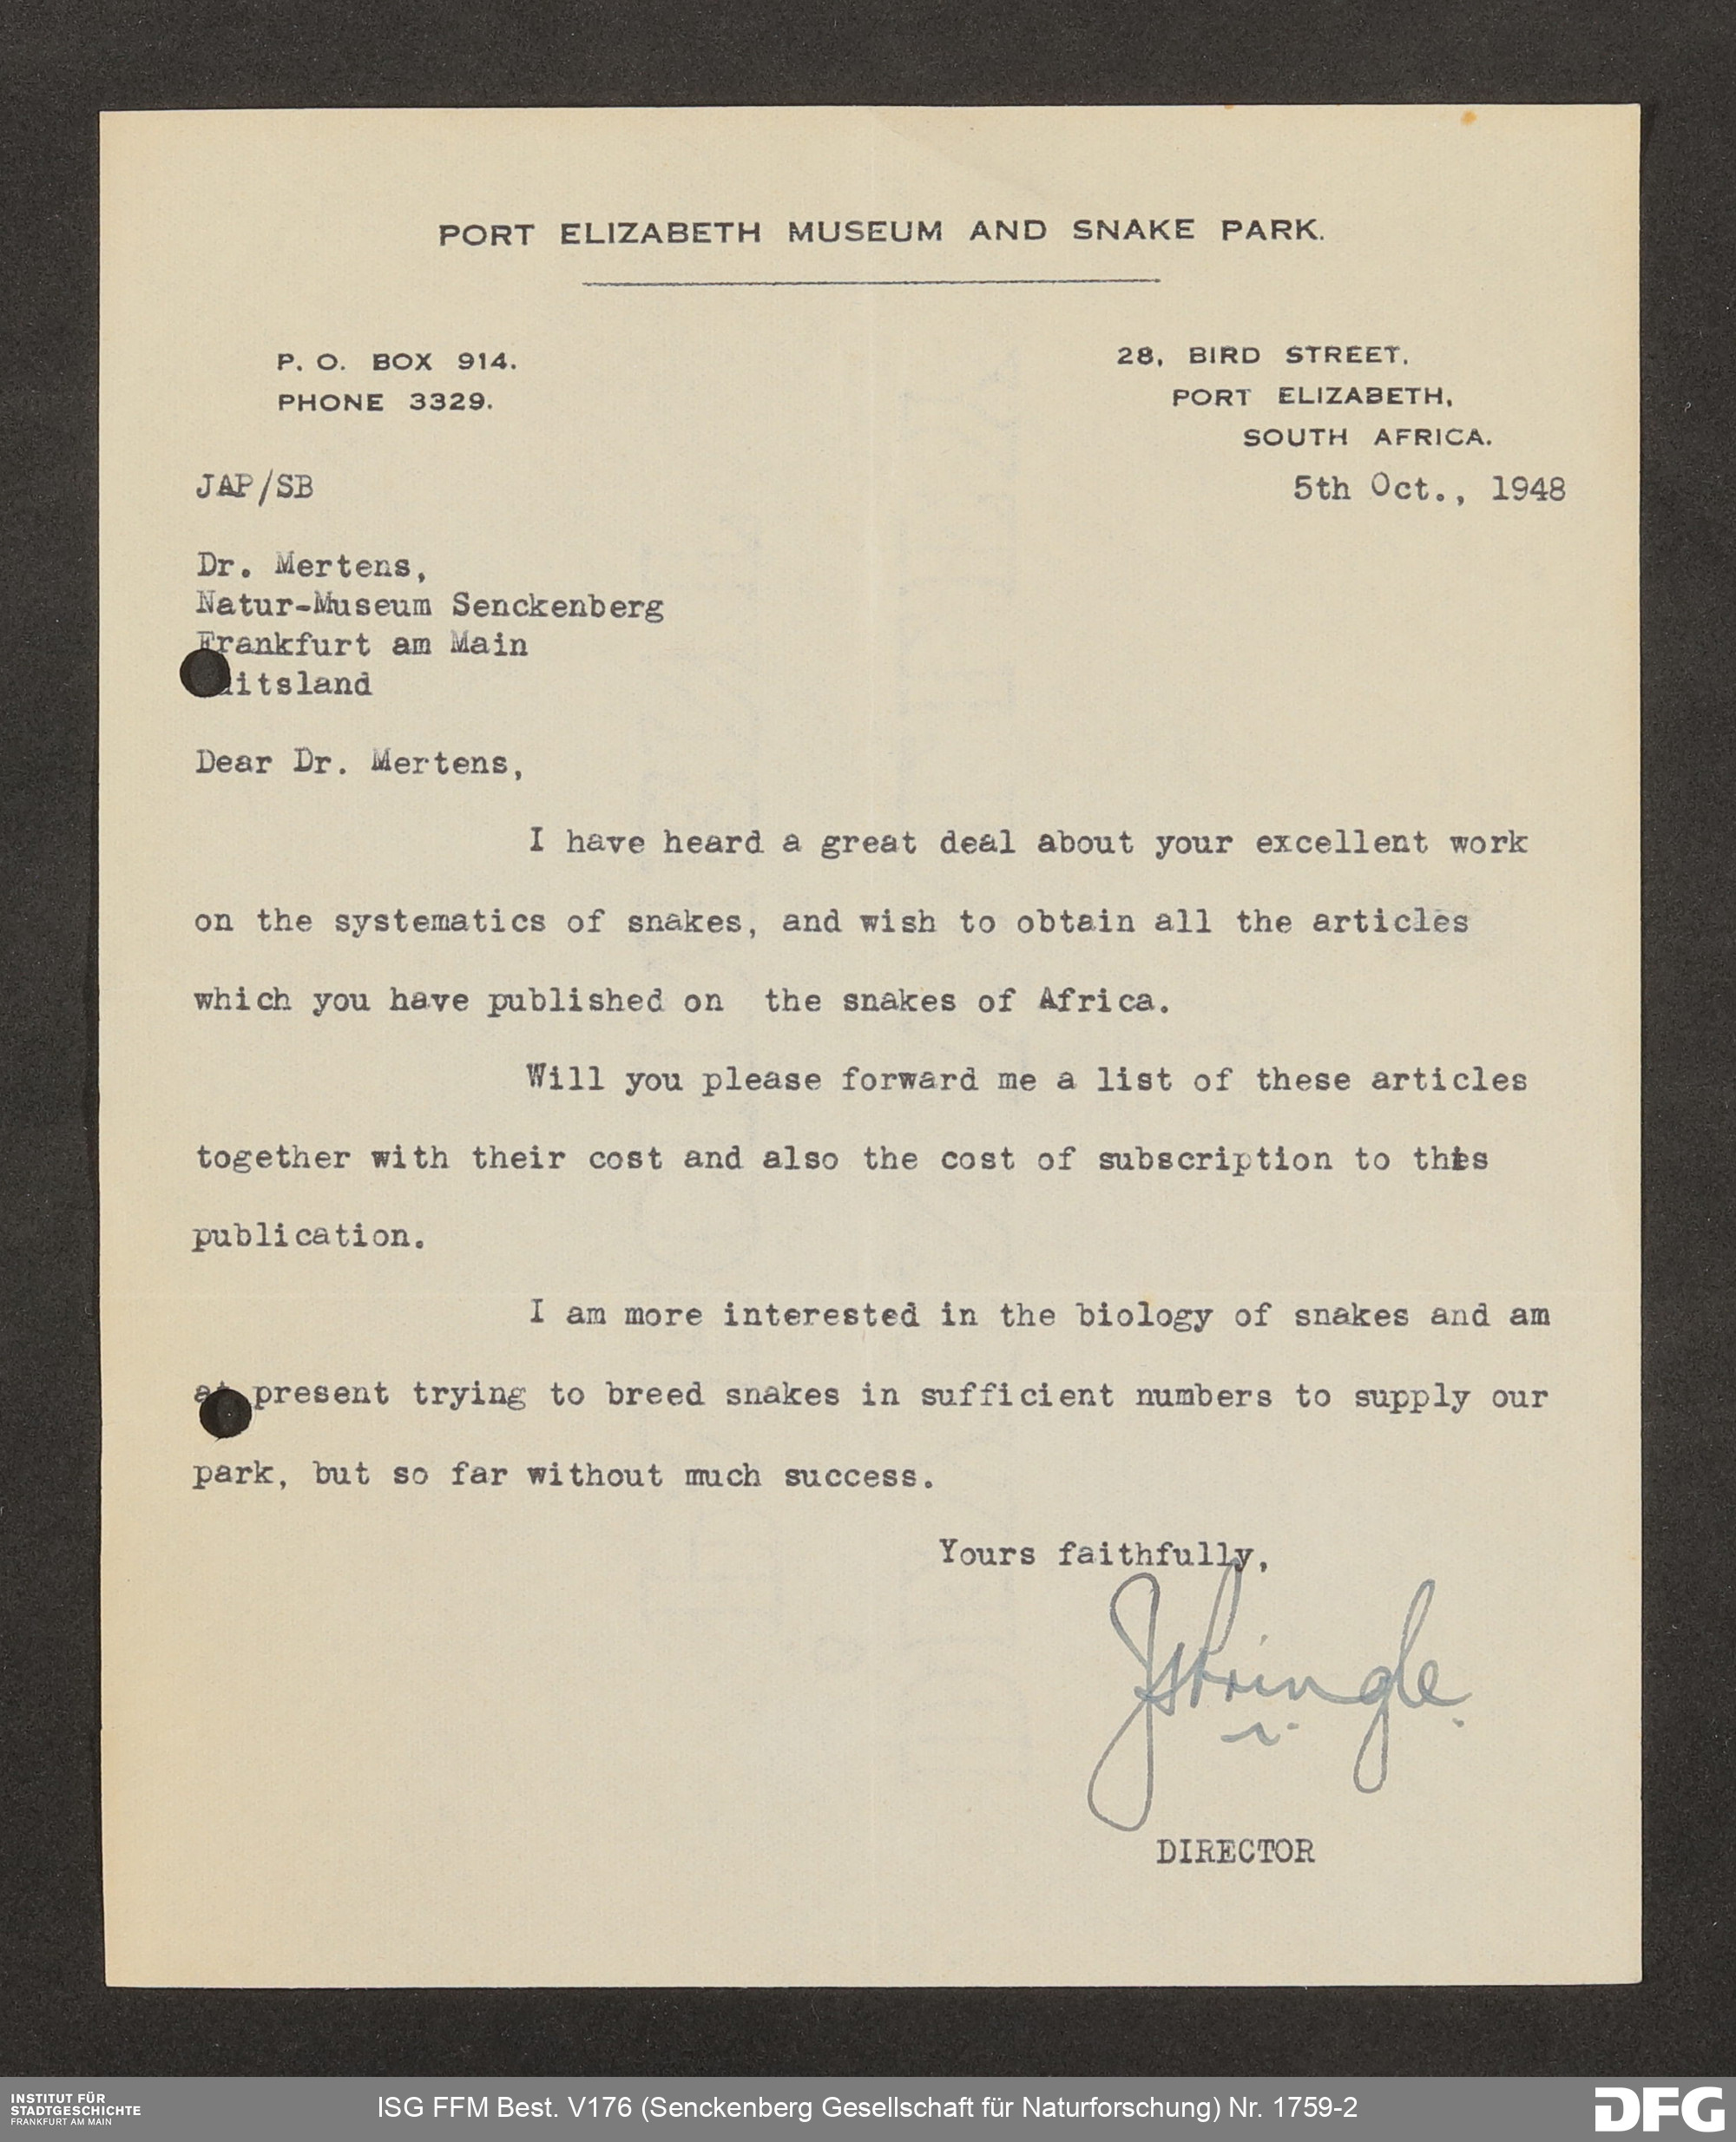 PORT ELIZABETH MUSEUM AND SNAKE PARK.
P. O. BOX 914.
PHONE 3329.
28, BIRD STREET,
PORT ELIZABETH,
SOUTH AFRICA.
JAP/SB
5th Oct., 1948
Dr. Mertens,
Natur-Museum Senckenberg
Frankfurt am Main
uitsland
Dear Dr. Mertens,
I have heard a great deal about your excellent work
on the systematics of snakes, and wish to obtain all the articles
which you have published on the snakes of Africa.
Will you please forward me a list of these articles
together with their cost and also the cost of subscription to this
publication.
I am more interested in the biology of snakes and am
at present trying to breed snakes in sufficient numbers to supply our
park, but so far without much success.
Yours faithfully,
JAPringle.
DIRECTOR
INSTITUT FÜR
STADTGESCHICHTE
FRANKFURT AM MAIN
ISG FFM Best. V176 (Senckenberg Gesellschaft für Naturforschung) Nr. 1759-2
DFG